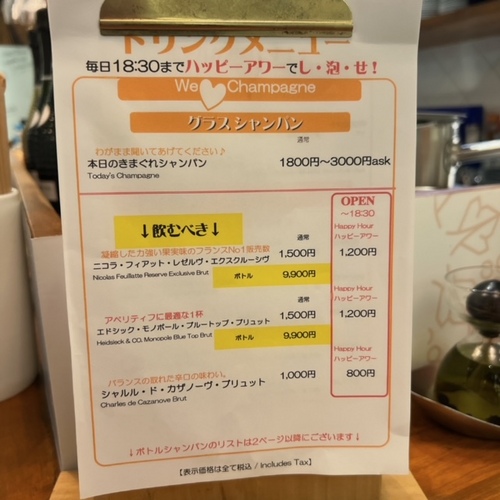 ドリンクメニュー
毎日18:30までハッピーアワーでし・泡・せ！
We Champagne
グラスシャンパン
通常
わがまま聞いてあげてください♪
本日のきまぐれシャンパン 1800円〜3000円ask
Today's Champagne
OPEN
〜18:30
↓飲むべき↓
凝縮した力強い果実味のフランスNo1販売数 通常 Happy Hour
ハッピーアワー
ニコラ・フィアット・レゼルヴ・エクスクルーシヴ 1,500円 1,200円
Nicolas Feuillatte Reserve Exclusive Brut ボトル 9,900円
通常 Happy Hour
ハッピーアワー
アペリティフに最適な1杯 1,500円 1,200円
エドシック・モノポール・ブルートップ・ブリュット
Heidsieck & CO. Monopole Blue Top Brut ボトル 9,900円
Happy Hour
ハッピーアワー
バランスの取れた辛口の味わい。 1,000円 800円
シャルル・ド・カザノーヴ・ブリュット
Charles de Cazanove Brut
↓ボトルシャンパンのリストは2ページ以降にございます↓
【表示価格は全て税込 / Includes Tax】